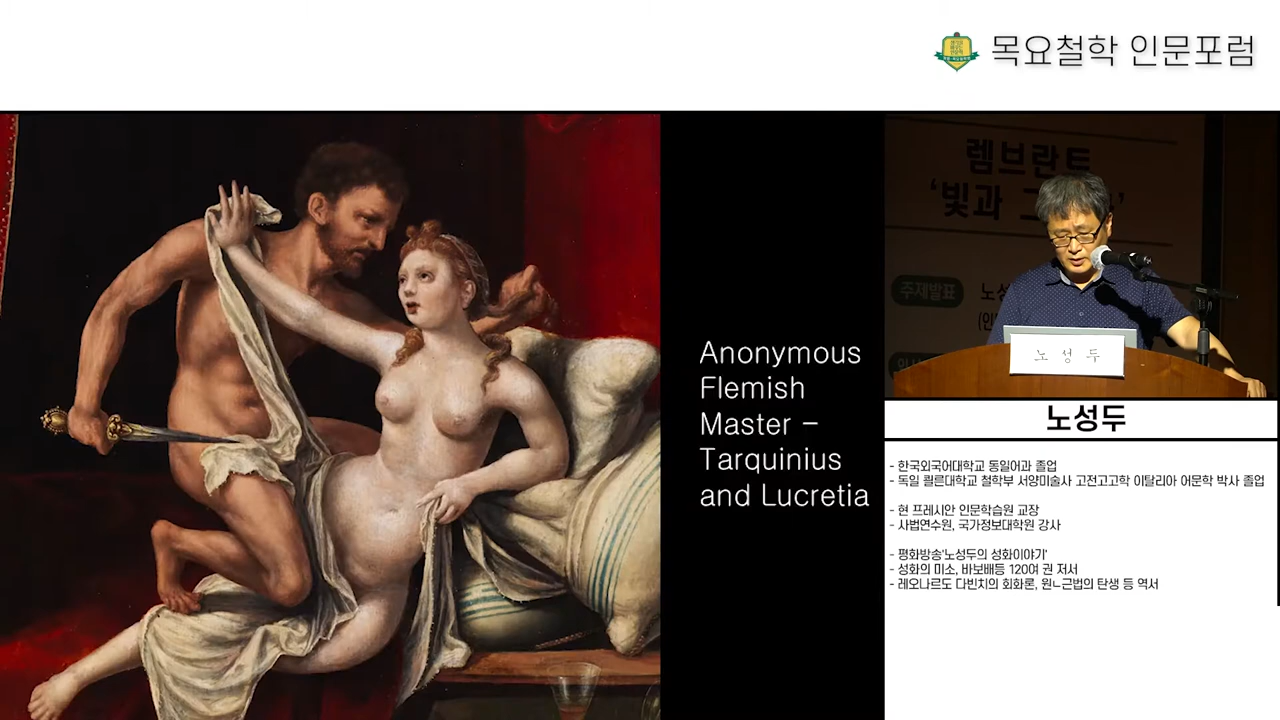 목요철학 인문포럼
Anonymous
Flemish
Master –
Tarquinius
and Lucretia
렘브란트
'빛과 그
주제발표 노성
노 성 두
노성두
- 한국외국어대학교 동일어과 졸업
- 독일 쾰른대학교 철학부 서양미술사 고전고고학 이탈리아 어문학 박사 졸업
- 현 프레시안 인문학습원 교장
- 사법연수원, 국가정보대학원 강사
- 평화방송'노성두의 성화이야기'
- 성화의 미소, 바보배등 120여 권 저서
- 레오나르도 다빈치의 회화론, 원ㄴ근법의 탄생 등 역서